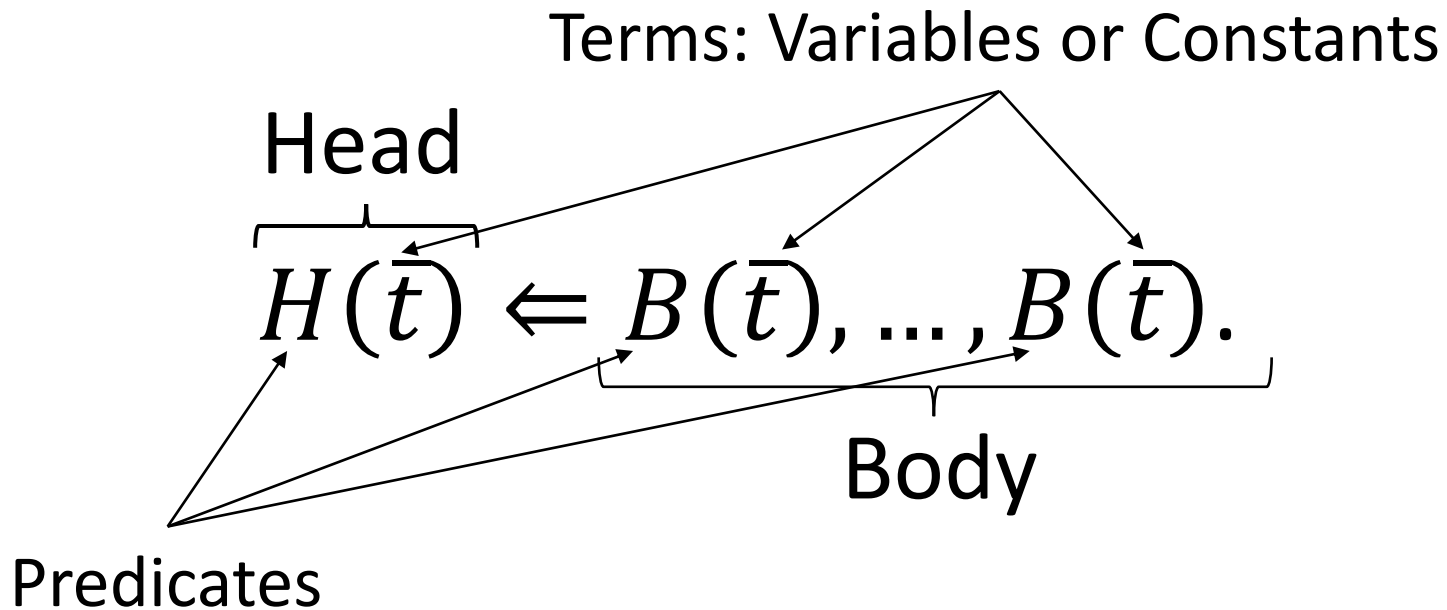 Terms: Variables or Constants
Head
H(t̅) ⇐ B(t̅), … , B(t̅).
Body
Predicates